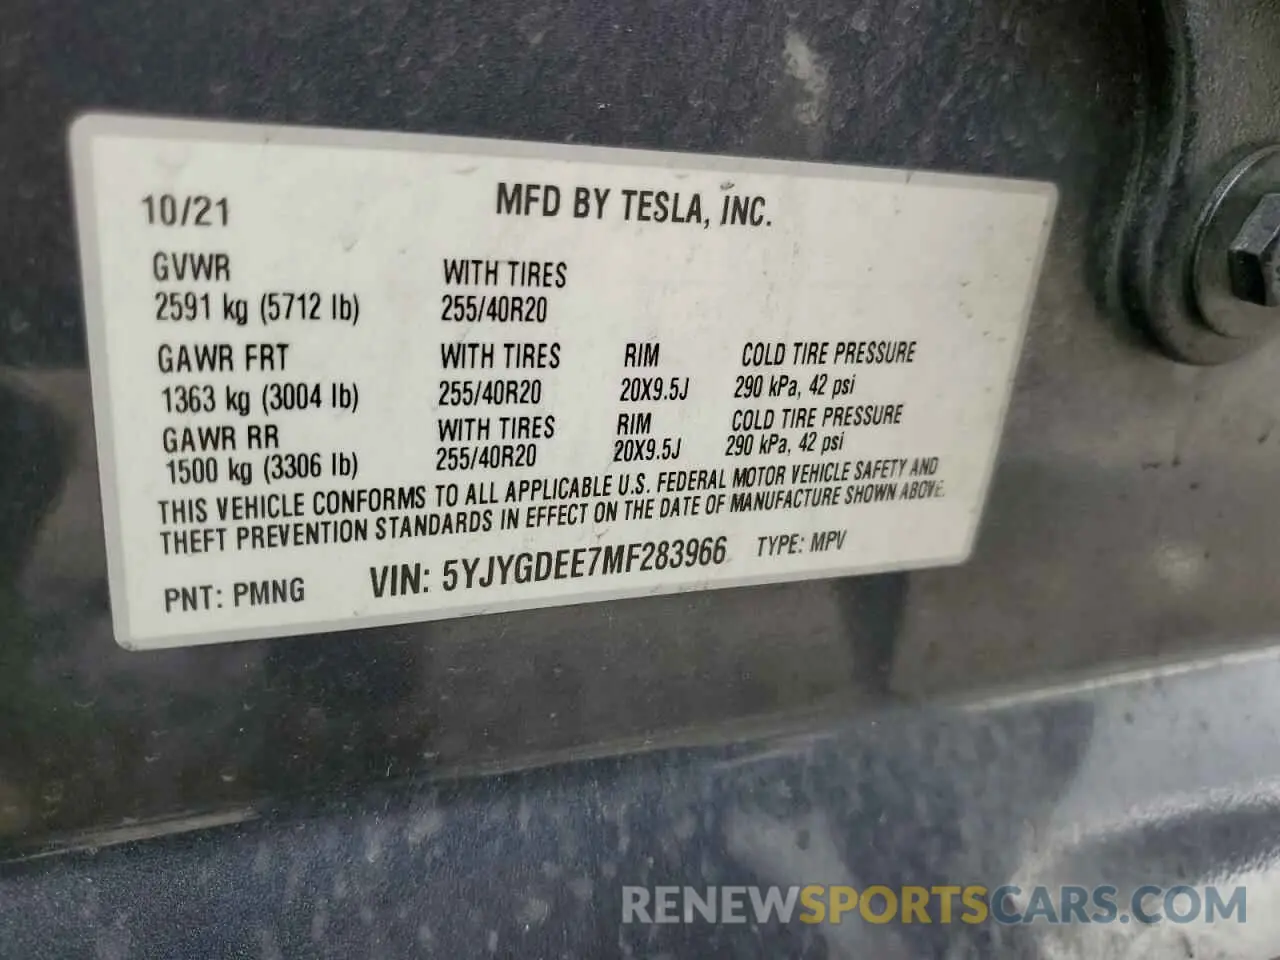 10/21 MFD BY TESLA, INC.
GVWR WITH TIRES
2591 kg (5712 lb) 255/40R20
GAWR FRT WITH TIRES RIM COLD TIRE PRESSURE
1363 kg (3004 lb) 255/40R20 20X9.5J 290 kPa, 42 psi
GAWR RR WITH TIRES RIM COLD TIRE PRESSURE
1500 kg (3306 lb) 255/40R20 20X9.5J 290 kPa, 42 psi
THIS VEHICLE CONFORMS TO ALL APPLICABLE U.S. FEDERAL MOTOR VEHICLE SAFETY AND
THEFT PREVENTION STANDARDS IN EFFECT ON THE DATE OF MANUFACTURE SHOWN ABOVE.
PNT: PMNG VIN: 5YJYGDEE7MF283966 TYPE: MPV
RENEWSPORTSCARS.COM